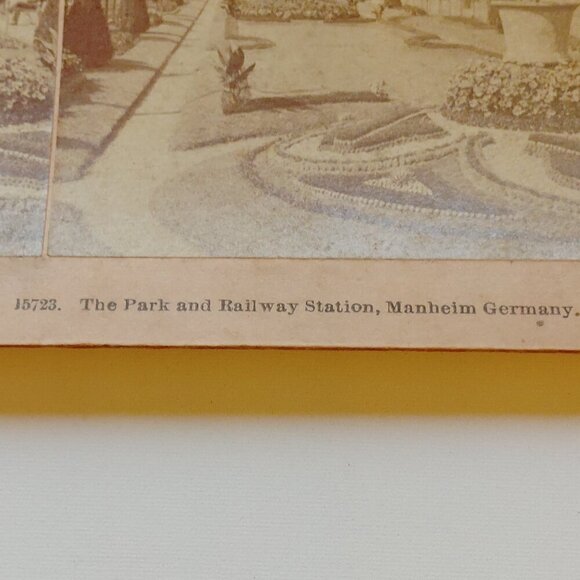 15723. The Park and Railway Station, Manheim Germany.